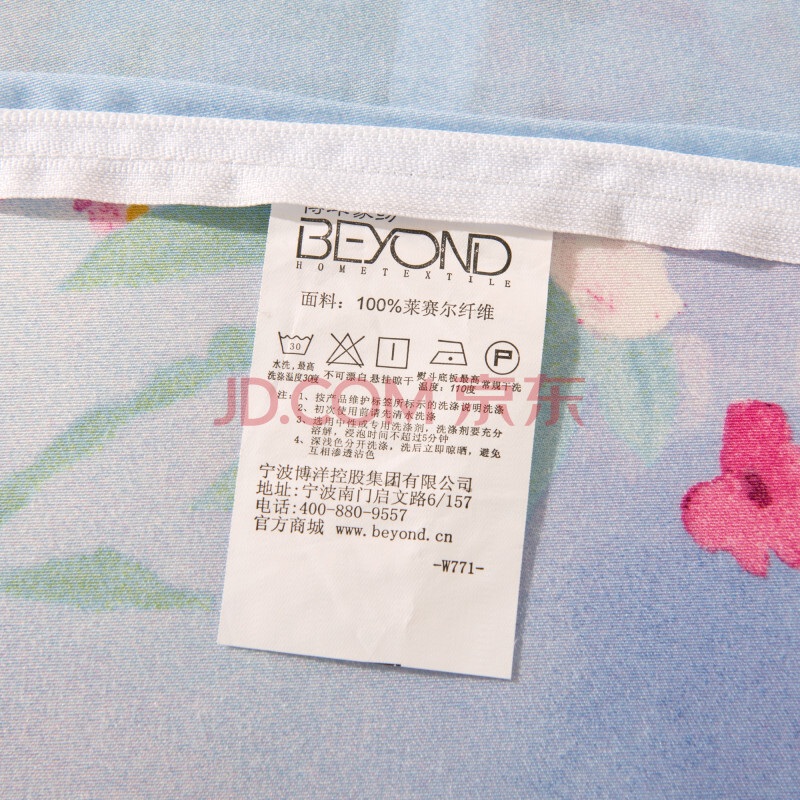 BEYOND
HOMETEXTILE
面料：100%莱赛尔纤维
30
P
水洗，最高洗涤温度30度
不可漂白
悬挂晾干
熨斗底板最高温度：110度
常规干洗
注：1、按产品维护标签所标示的洗涤说明洗涤
2、初次使用前请先清水洗涤
3、选用中性或专用洗涤剂，洗涤剂要充分
溶解，浸泡时间不超过5分钟
4、深浅色分开洗涤，洗后立即晾晒，避免
互相渗透沾色
JD.COM 京东
宁波博洋控股集团有限公司
地址：宁波南门启文路6/157
电话：400-880-9557
官方商城 www.beyond.cn
-W771-